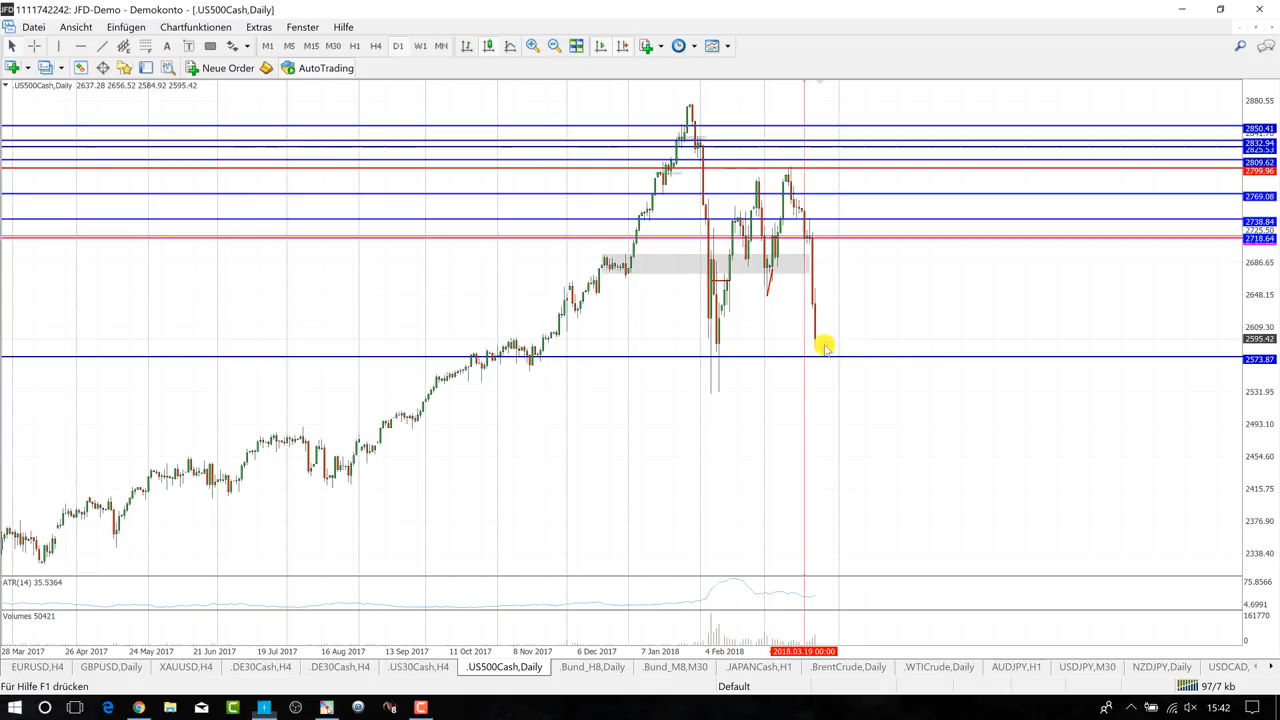 1111742242: JFD-Demo - Demokonto - [.US500Cash,Daily]
Datei Ansicht Einfügen Chartfunktionen Extras Fenster Hilfe
M1 M5 M15 M30 H1 H4 D1 W1 MN
Neue Order AutoTrading
.US500Cash,Daily 2637.28 2656.52 2584.92 2595.42
2880.55
2850.41
2832.94
2825.53
2809.62
2799.96
2769.08
2738.84
2725.50
2718.64
2686.65
2648.15
2609.30
2595.42
2573.87
2531.95
2493.10
2454.60
2415.75
2376.90
2338.40
ATR(14) 35.5364
75.8566
4.6991
Volumes 50421
161770
0
28 Mar 2017 26 Apr 2017 24 May 2017 21 Jun 2017 19 Jul 2017 16 Aug 2017 13 Sep 2017 11 Oct 2017 8 Nov 2017 6 Dec 2017 7 Jan 2018 4 Feb 2018 2018.03.19 00:00
EURUSD,H4 GBPUSD,Daily XAUUSD,H4 .DE30Cash,H4 .DE30Cash,H4 .US30Cash,H4 .US500Cash,Daily .Bund_H8,Daily .Bund_M8,M30 .JAPANCash,H1 .BrentCrude,Daily .WTICrude,Daily AUDJPY,H1 USDJPY,M30 NZDJPY,Daily USDCAD,
Für Hilfe F1 drücken Default 97/7 kb
15:42